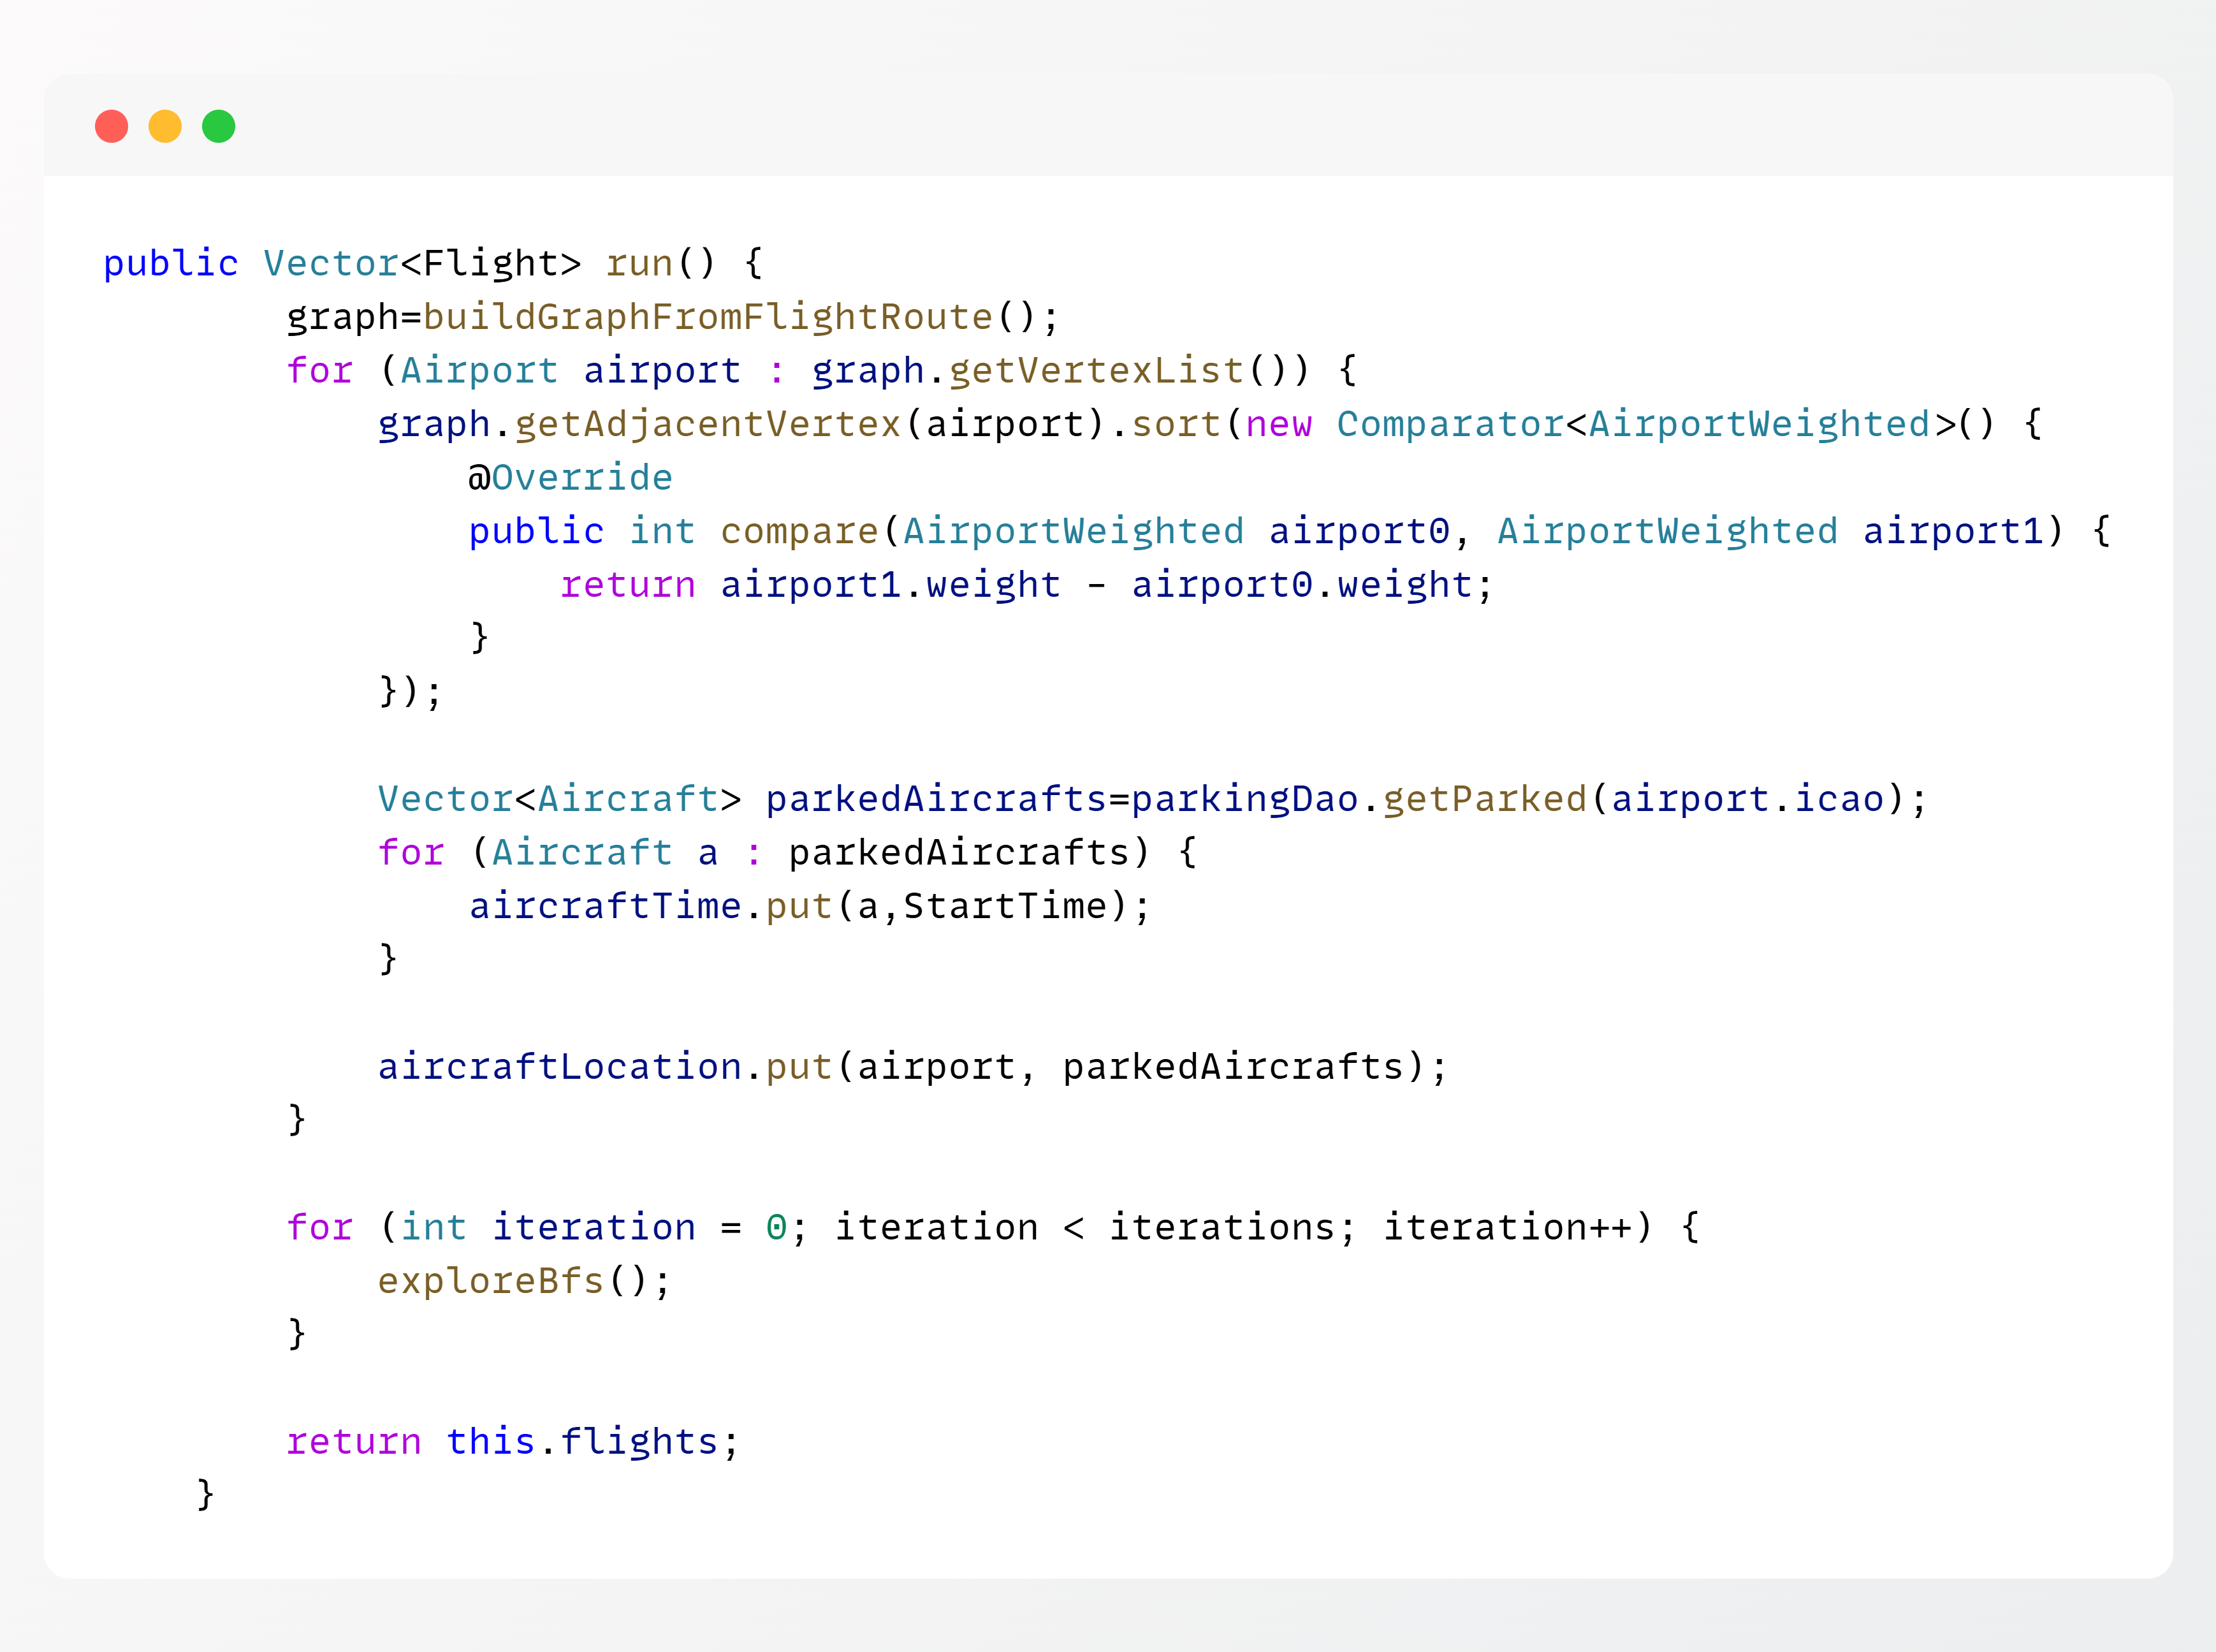 public Vector<Flight> run() {
        graph=buildGraphFromFlightRoute();
        for (Airport airport : graph.getVertexList()) {
            graph.getAdjacentVertex(airport).sort(new Comparator<AirportWeighted>() {
                @Override
                public int compare(AirportWeighted airport0, AirportWeighted airport1) {
                    return airport1.weight - airport0.weight;
                }
            });

            Vector<Aircraft> parkedAircrafts=parkingDao.getParked(airport.icao);
            for (Aircraft a : parkedAircrafts) {
                aircraftTime.put(a,StartTime);
            }

            aircraftLocation.put(airport, parkedAircrafts);
        }

        for (int iteration = 0; iteration < iterations; iteration++) {
            exploreBfs();
        }

        return this.flights;
    }